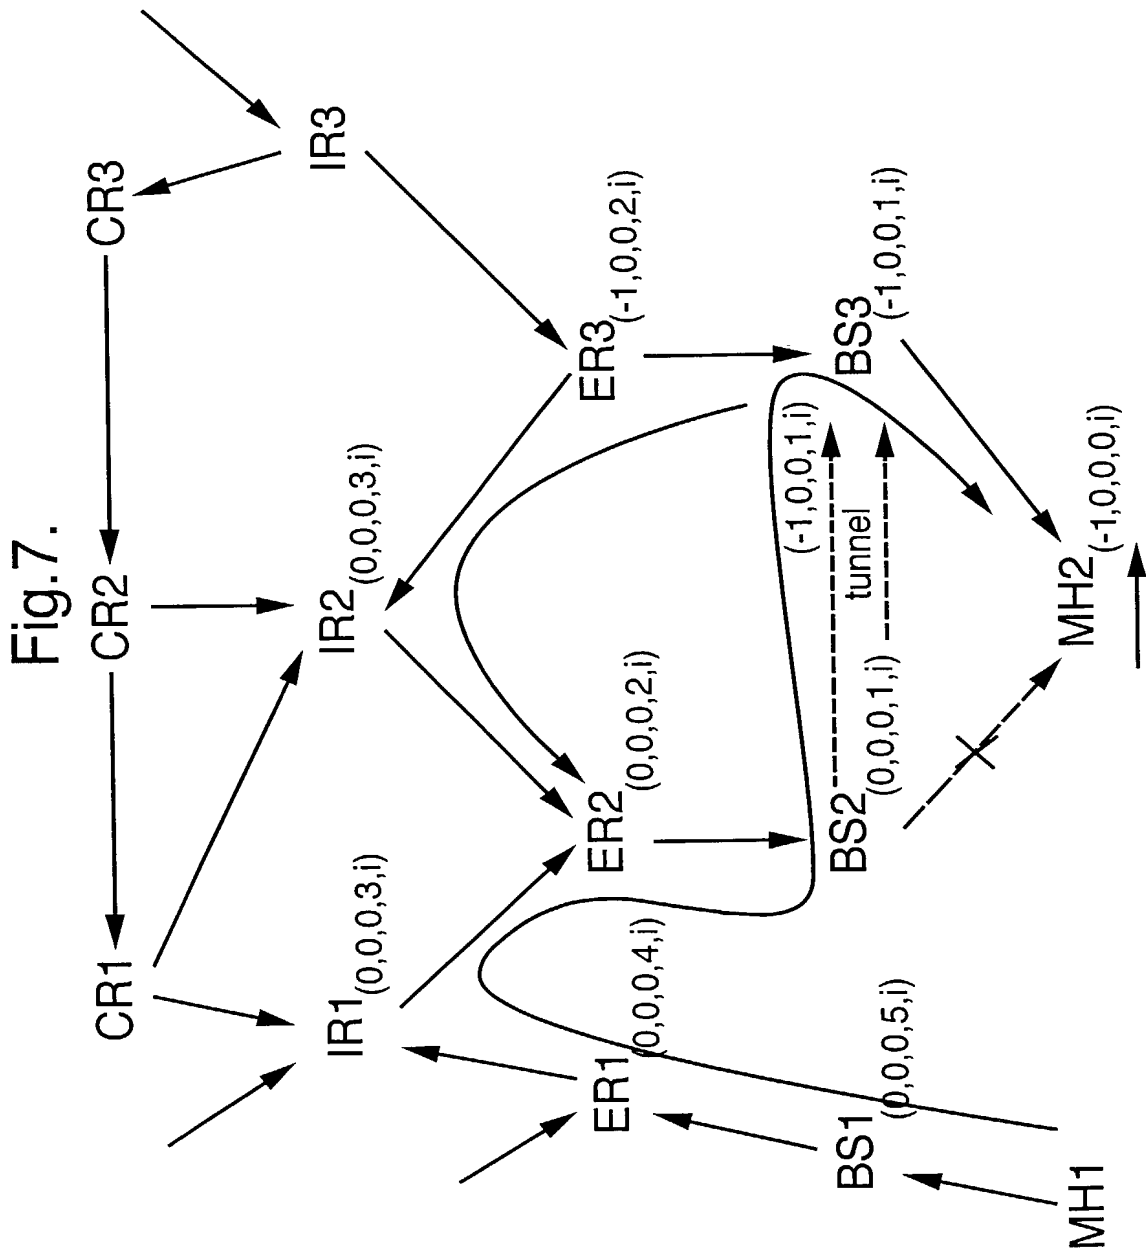 Fig.7.
CR1
CR2
CR3
IR1
(0,0,0,3,i)
IR2
(0,0,0,3,i)
IR3
ER1
(0,0,0,4,i)
ER2
(0,0,0,2,i)
ER3
(-1,0,0,2,i)
(-1,0,0,1,i)
tunnel
BS1
(0,0,0,5,i)
BS2
(0,0,0,1,i)
BS3
(-1,0,0,1,i)
MH1
MH2
(-1,0,0,0,i)